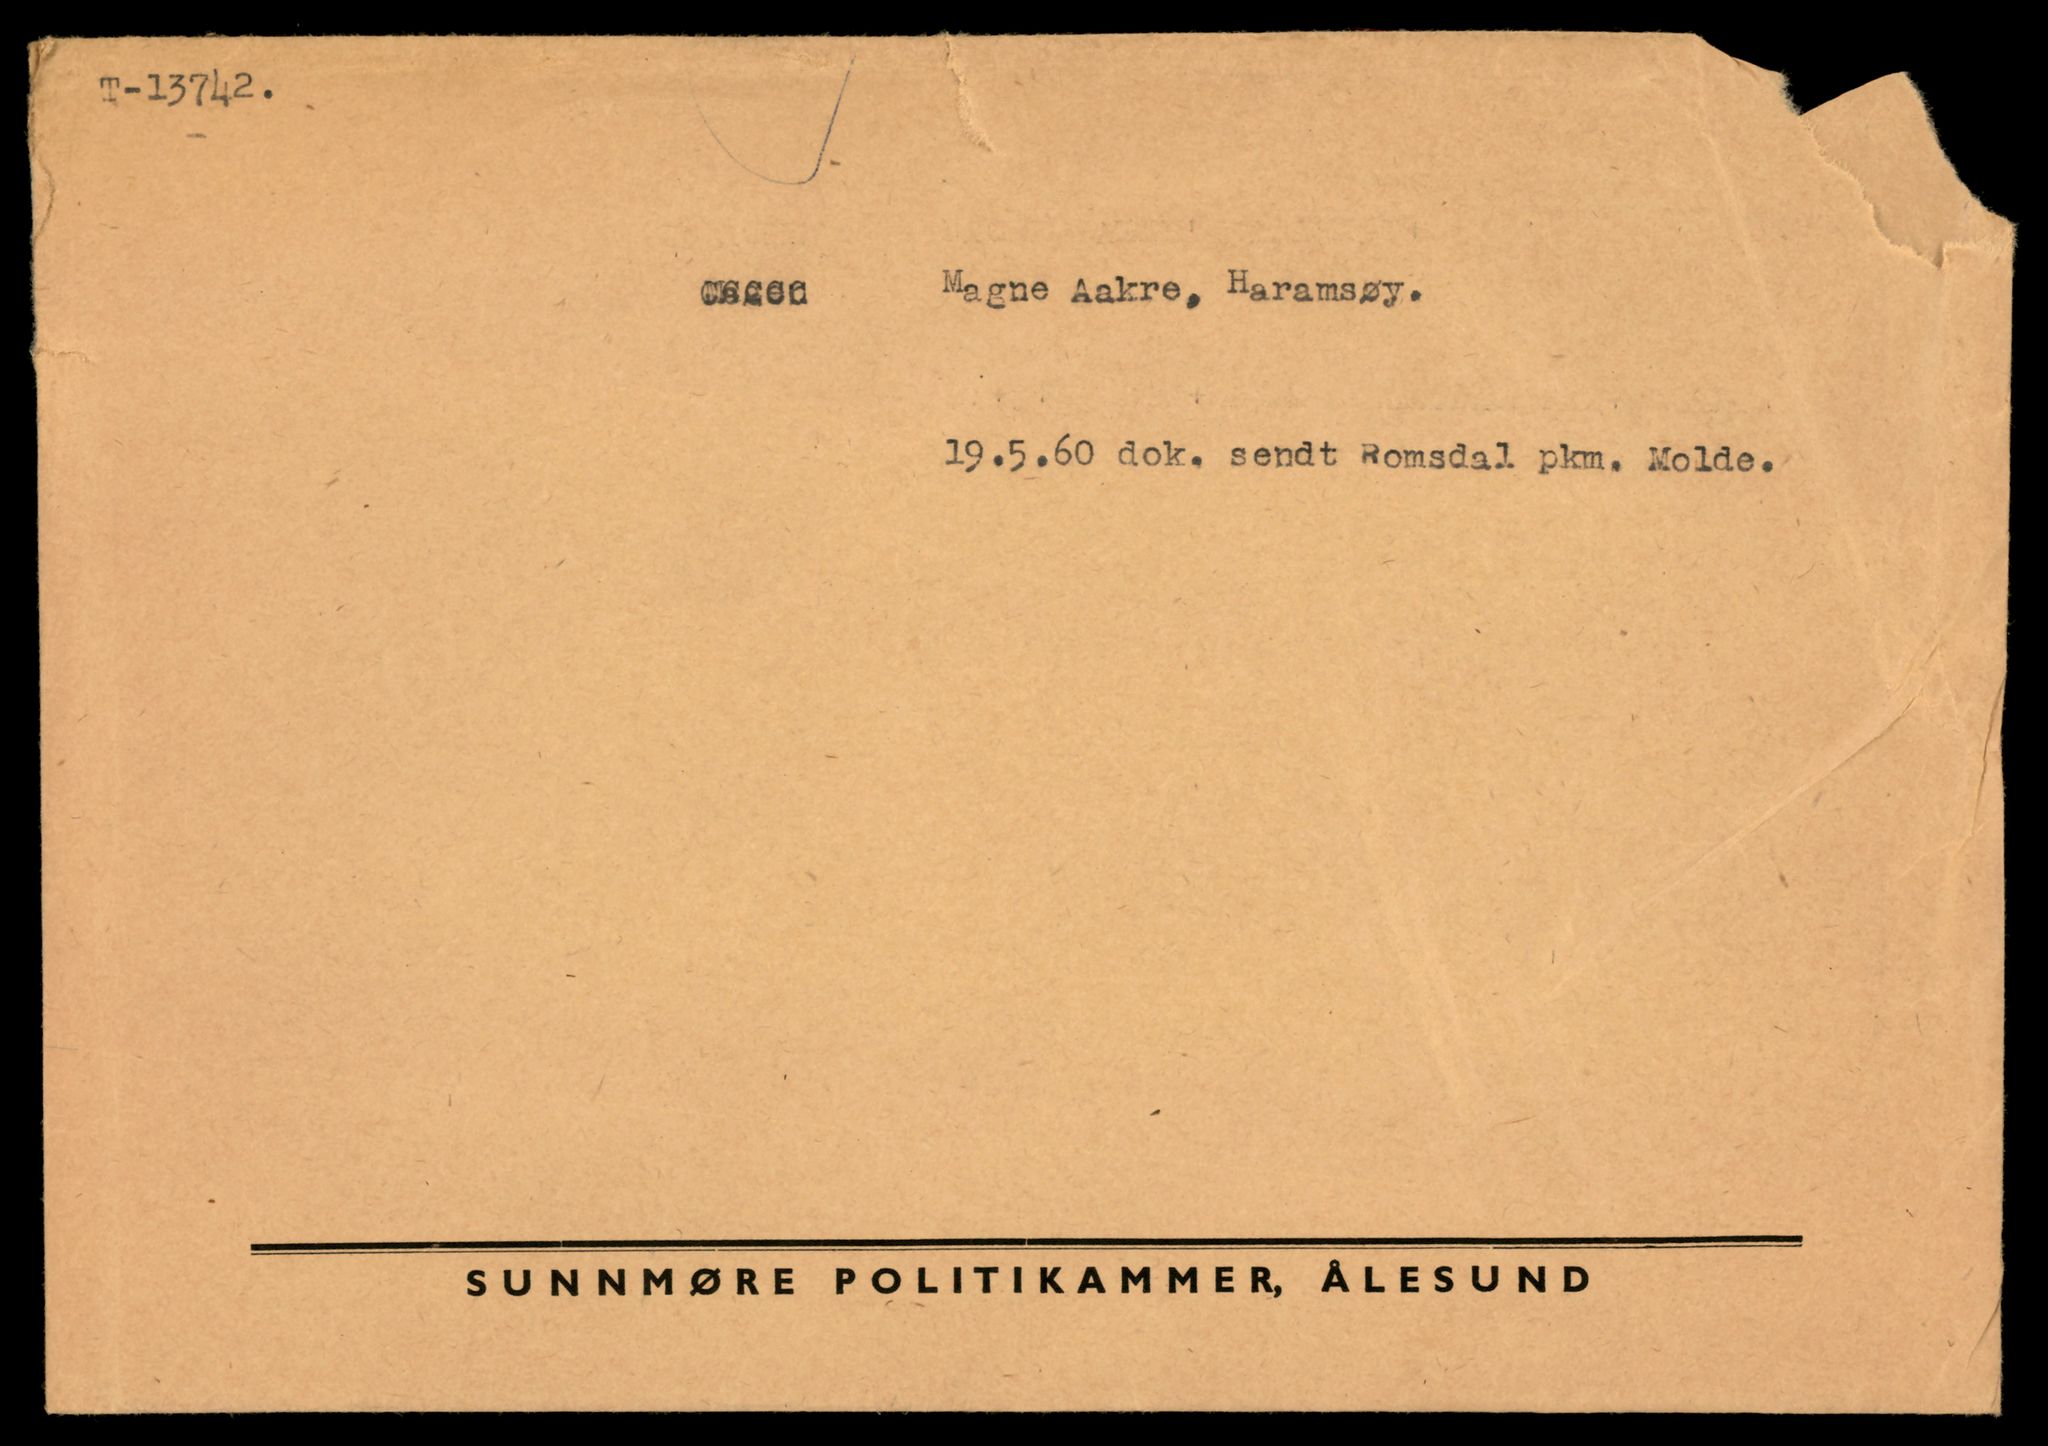 T-13742.
Magne Aakre, Haramsøy.
19.5.60 dok. sendt Romsdal pkm. Molde.
SUNNMØRE POLITIKAMMER, ÅLESUND